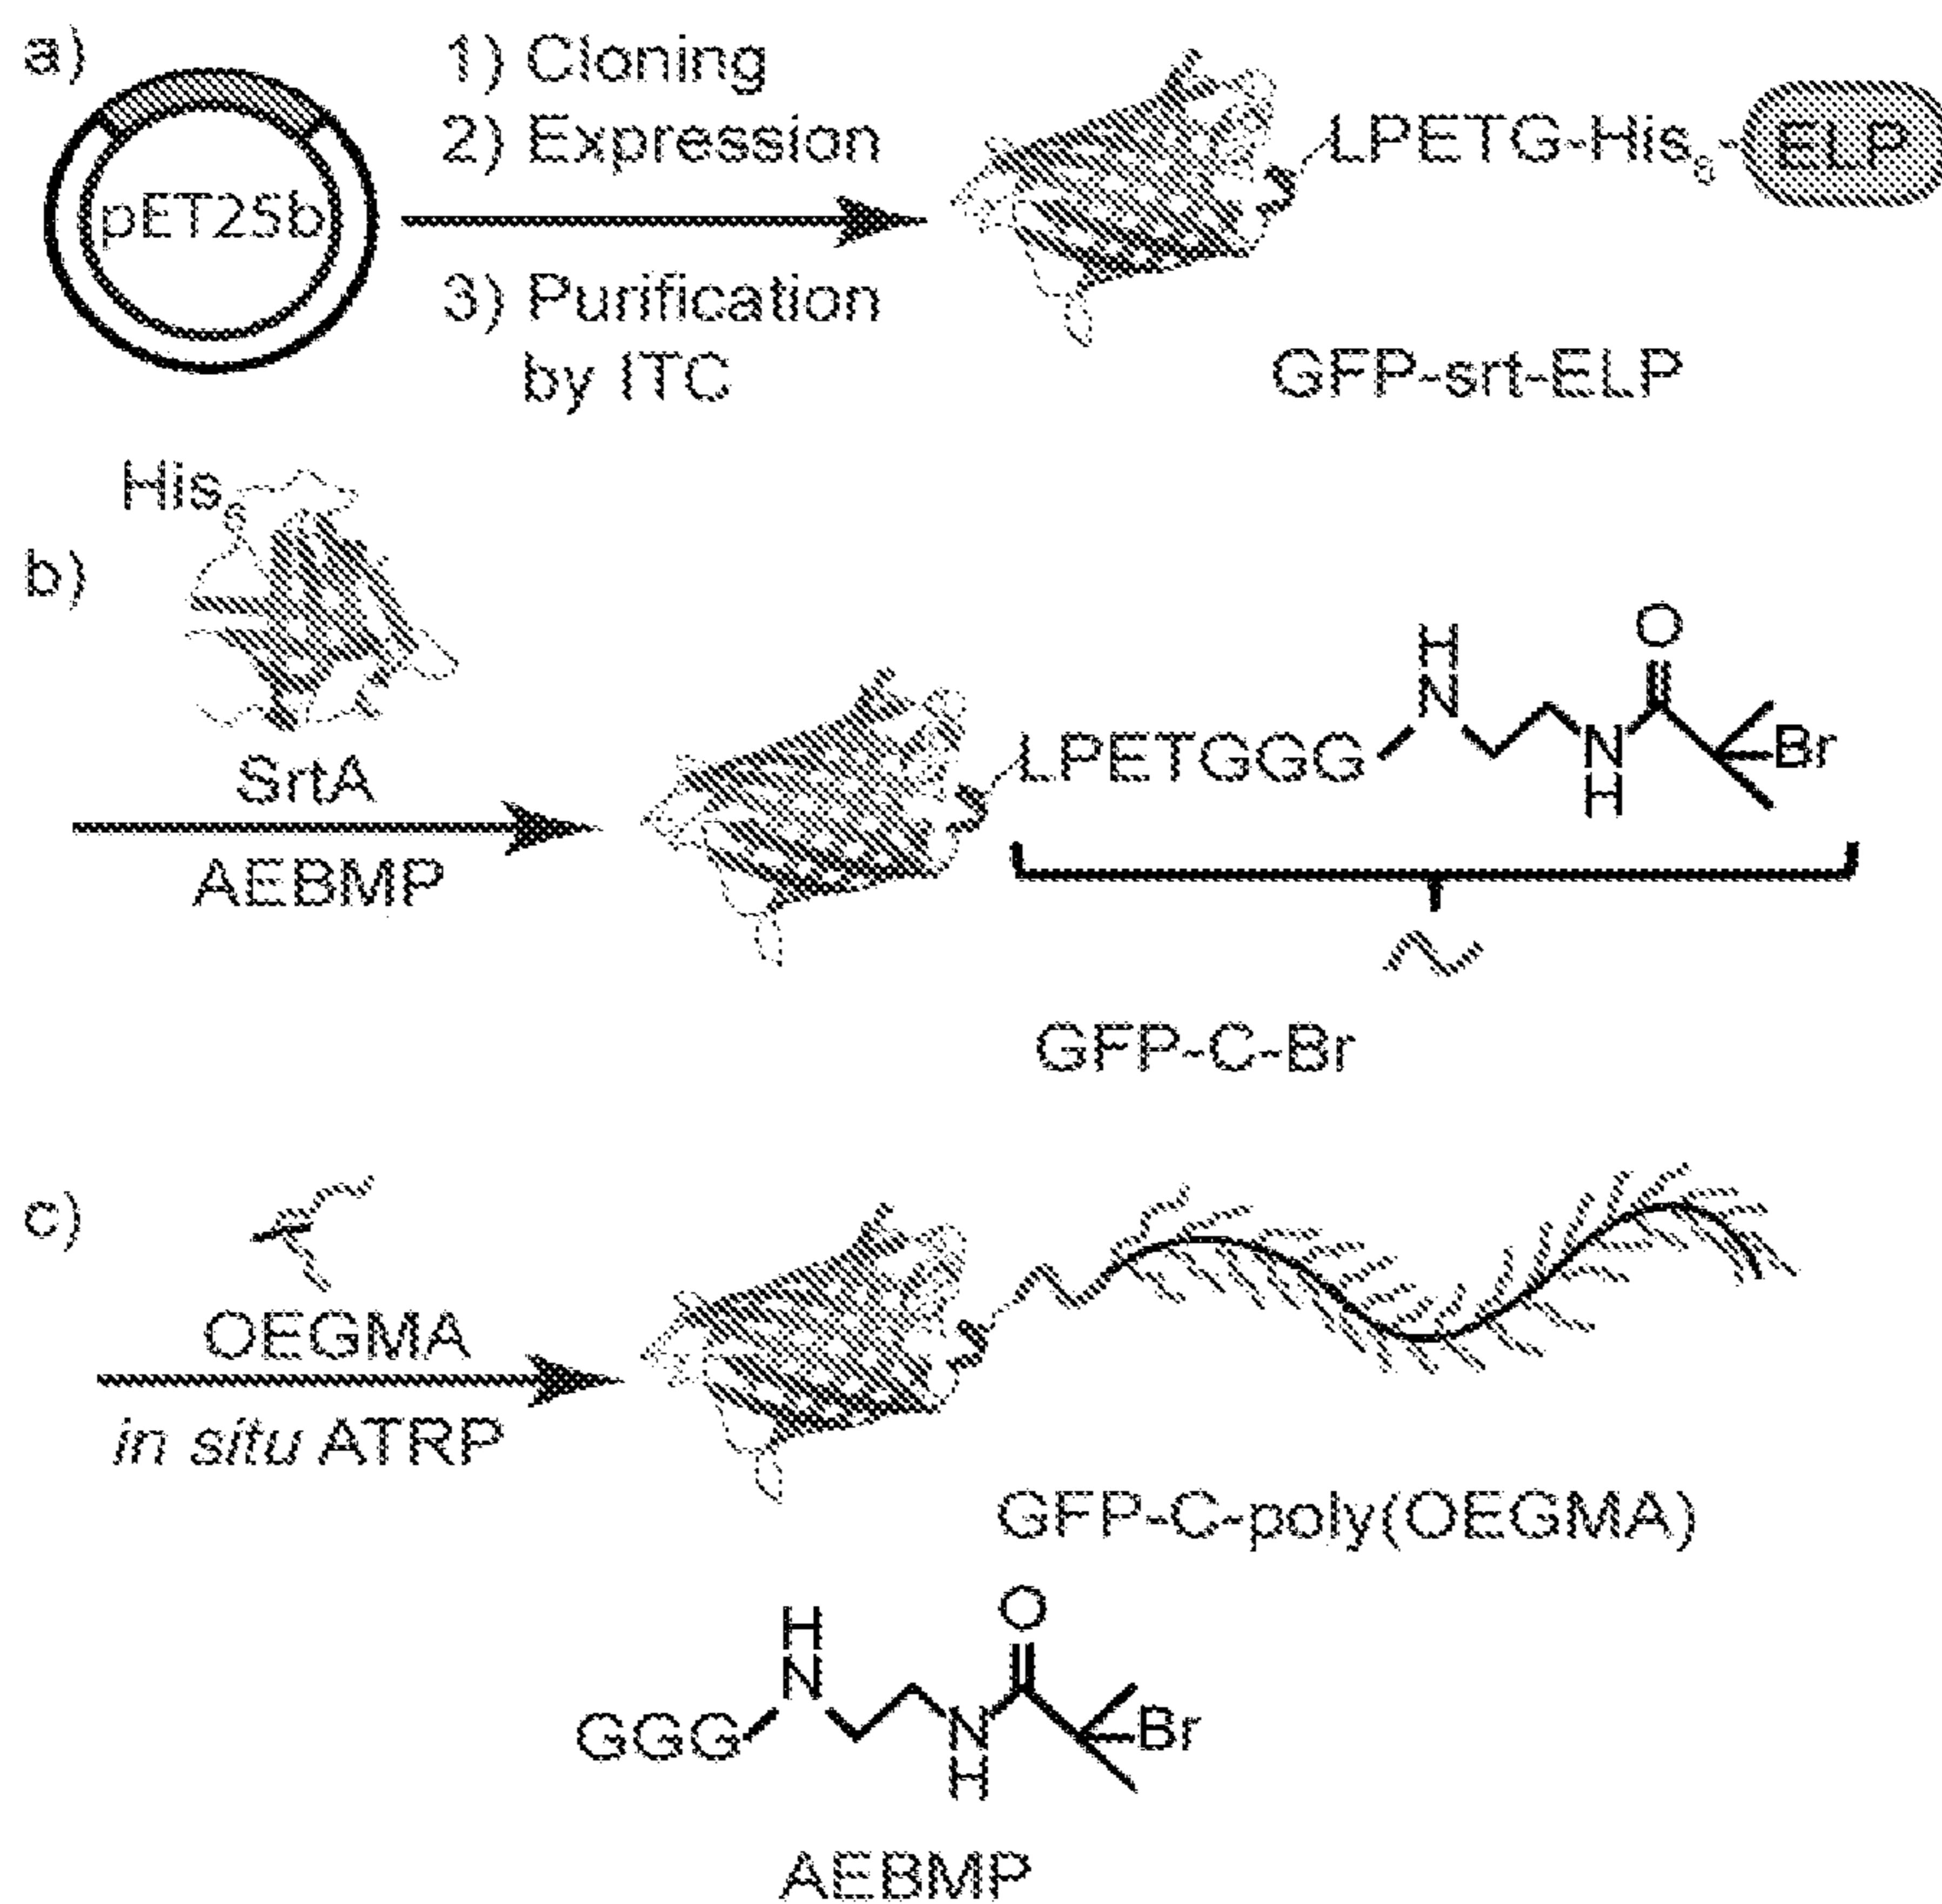 a)
pET25b
1) Cloning
2) Expression
3) Purification
by ITC
LPETG-His6-ELP
GFP-srt-ELP
b)
His6
SrtA
AEBMP
LPETGGG
H
N
N
H
O
Br
GFP-C-Br
c)
OEGMA
in situ ATRP
GFP-C-poly(OEGMA)
GGG
H
N
N
H
O
Br
AEBMP